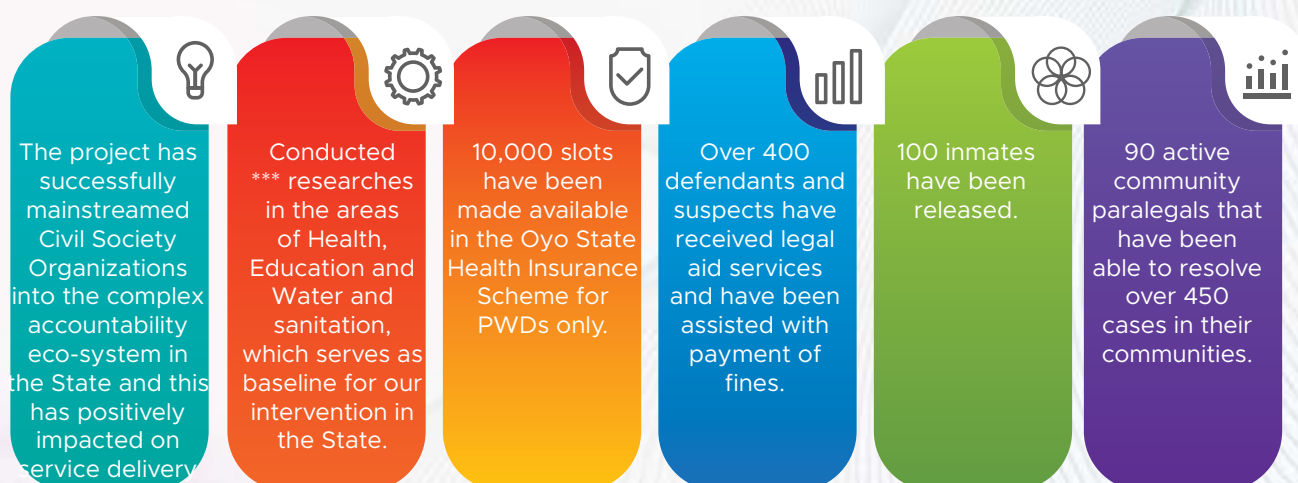 The project has
successfully
mainstreamed
Civil Society
Organizations
into the complex
accountability
eco-system in
the State and this
has positively
impacted on
service delivery
Conducted
*** researches
in the areas
of Health,
Education and
Water and
sanitation,
which serves as
baseline for our
intervention in
the State.
10,000 slots
have been
made available
in the Oyo State
Health Insurance
Scheme for
PWDs only.
Over 400
defendants and
suspects have
received legal
aid services
and have been
assisted with
payment of
fines.
100 inmates
have been
released.
90 active
community
paralegals that
have been
able to resolve
over 450
cases in their
communities.